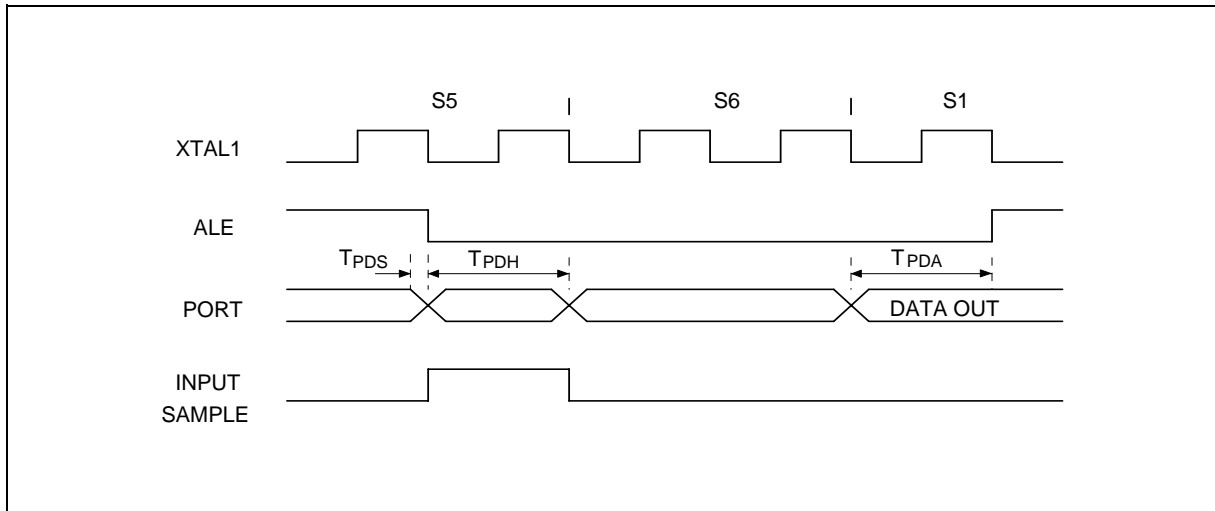 S5 | S6 | S1
XTAL1
ALE
TPDS TPDH TPDA
PORT DATA OUT
INPUT
SAMPLE